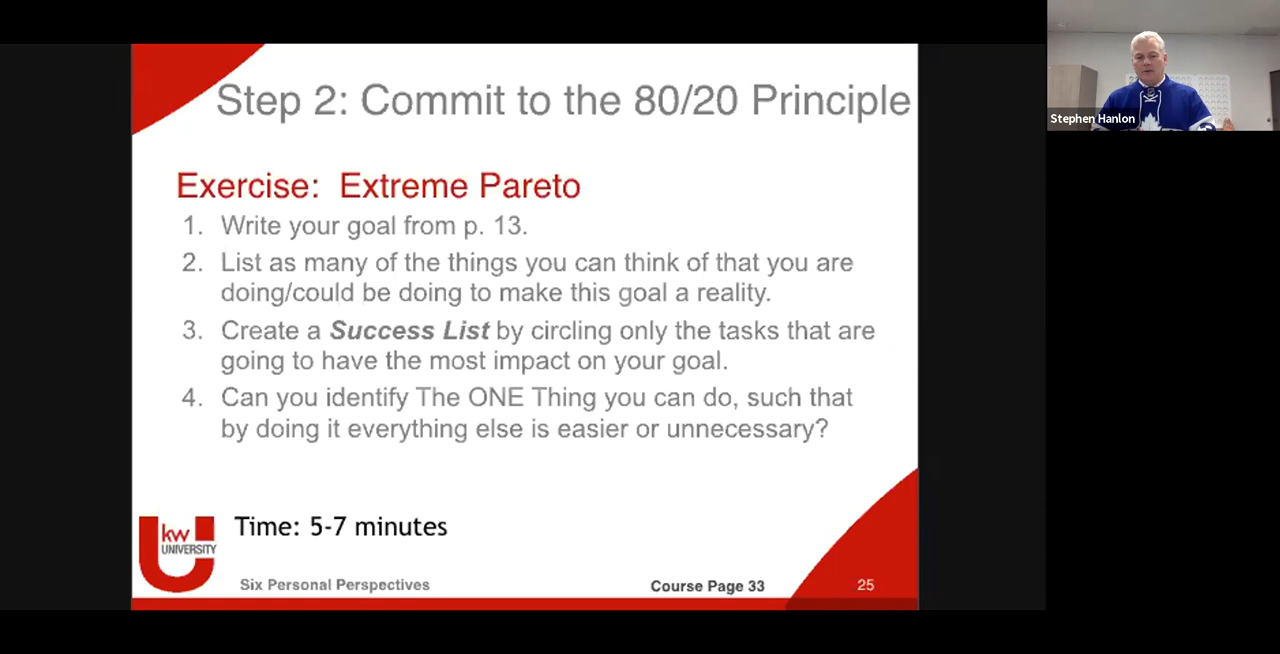 Step 2: Commit to the 80/20 Principle
Exercise: Extreme Pareto
1. Write your goal from p. 13.
2. List as many of the things you can think of that you are
doing/could be doing to make this goal a reality.
3. Create a Success List by circling only the tasks that are
going to have the most impact on your goal.
4. Can you identify The ONE Thing you can do, such that
by doing it everything else is easier or unnecessary?
Time: 5-7 minutes
kw
UNIVERSITY
Six Personal Perspectives
Course Page 33
25
Stephen Hanlon